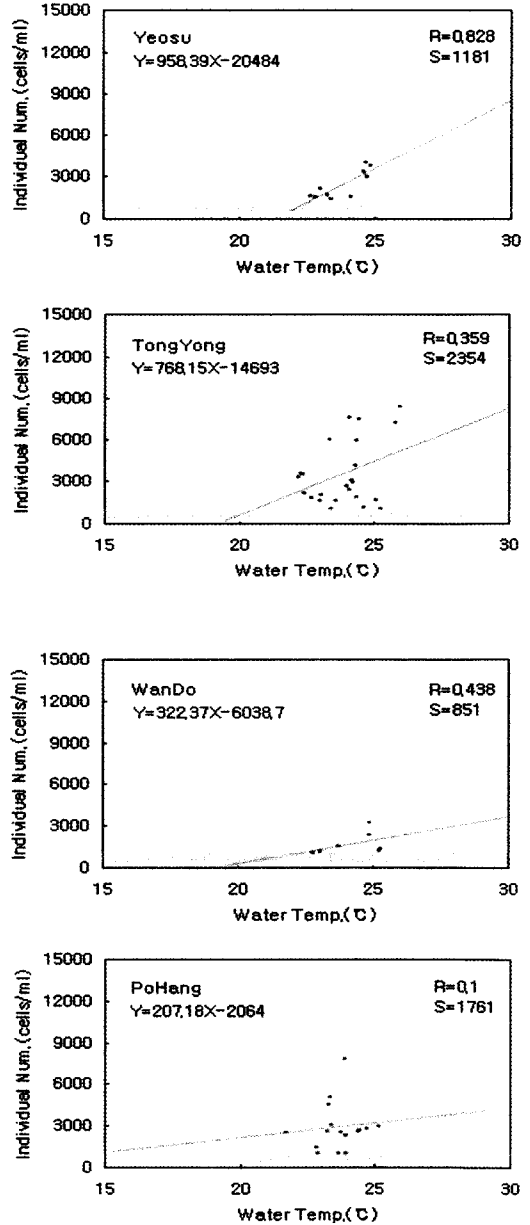 Individual Num.(cells/ml)
15000
12000
9000
6000
3000
0
Yeosu
Y=958,39X-20484
R=0,828
S=1181
15 20 25 30
Water Temp,(℃)
Individual Num.(cells/ml)
15000
12000
9000
6000
3000
0
TongYong
Y=768,15X-14693
R=0,359
S=2354
15 20 25 30
Water Temp,(℃)
Individual Num.(cells/ml)
15000
12000
9000
6000
3000
0
WanDo
Y=322,37X-6038,7
R=0,438
S=851
15 20 25 30
Water Temp,(℃)
Individual Num.(cells/ml)
15000
12000
9000
6000
3000
0
PoHang
Y=207,18X-2064
R=0,1
S=1761
15 20 25 30
Water Temp,(℃)